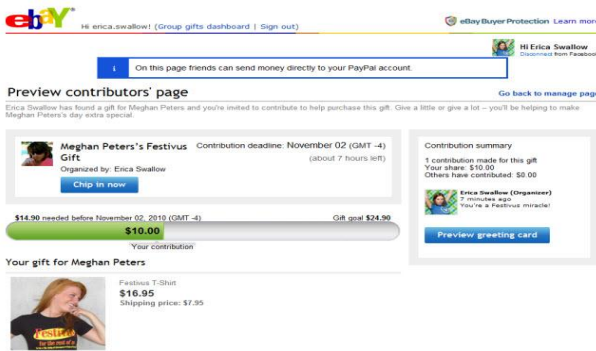 ebaY
Hi erica.swallow! (Group gifts dashboard | Sign out)
eBay Buyer Protection Learn more
Hi Erica Swallow
Disconnect from Facebook
i On this page friends can send money directly to your PayPal account.
Preview contributors' page
Go back to manage page
Erica Swallow has found a gift for Meghan Peters and you're invited to contribute to help purchase this gift. Give a little or give a lot – you'll be helping to make
Meghan Peters's day extra special.
Meghan Peters's Festivus
Gift
Organized by: Erica Swallow
Chip in now
Contribution deadline: November 02 (GMT -4)
(about 7 hours left)
Contribution summary
1 contribution made for this gift
Your share: $10.00
Others have contributed: $0.00
Erica Swallow (Organizer)
7 minutes ago
You're a Festivus miracle!
Preview greeting card
$14.90 needed before November 02, 2010 (GMT -4)
Gift goal $24.90
$10.00
Your contribution
Your gift for Meghan Peters
Festivus T-Shirt
$16.95
Shipping price: $7.95
Festivus
for the rest of us